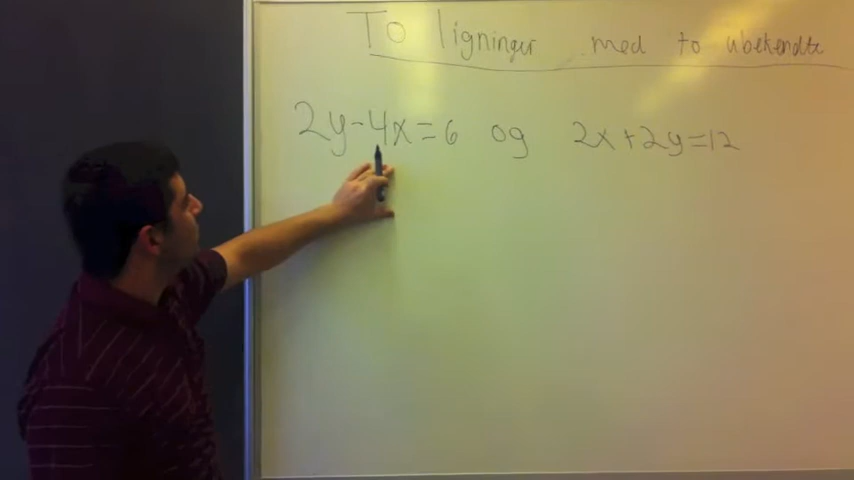 To ligninger med to ubekendte
2y-4x=6 og 2x+2y=12